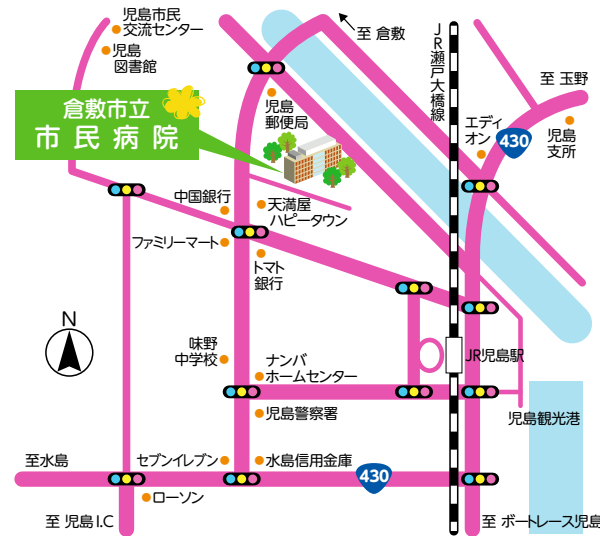 児島市民
交流センター
児島
図書館
至 倉敷
JR瀬戸大橋線
至 玉野
エディ
オン
430
児島
支所
倉敷市立
市民病院
児島
郵便局
中国銀行
天満屋
ハピータウン
ファミリーマート
トマト
銀行
N
味野
中学校
ナンバ
ホームセンター
JR児島駅
児島警察署
児島観光港
至水島
セブンイレブン
水島信用金庫
430
ローソン
至 児島I.C
至 ボートレース児島